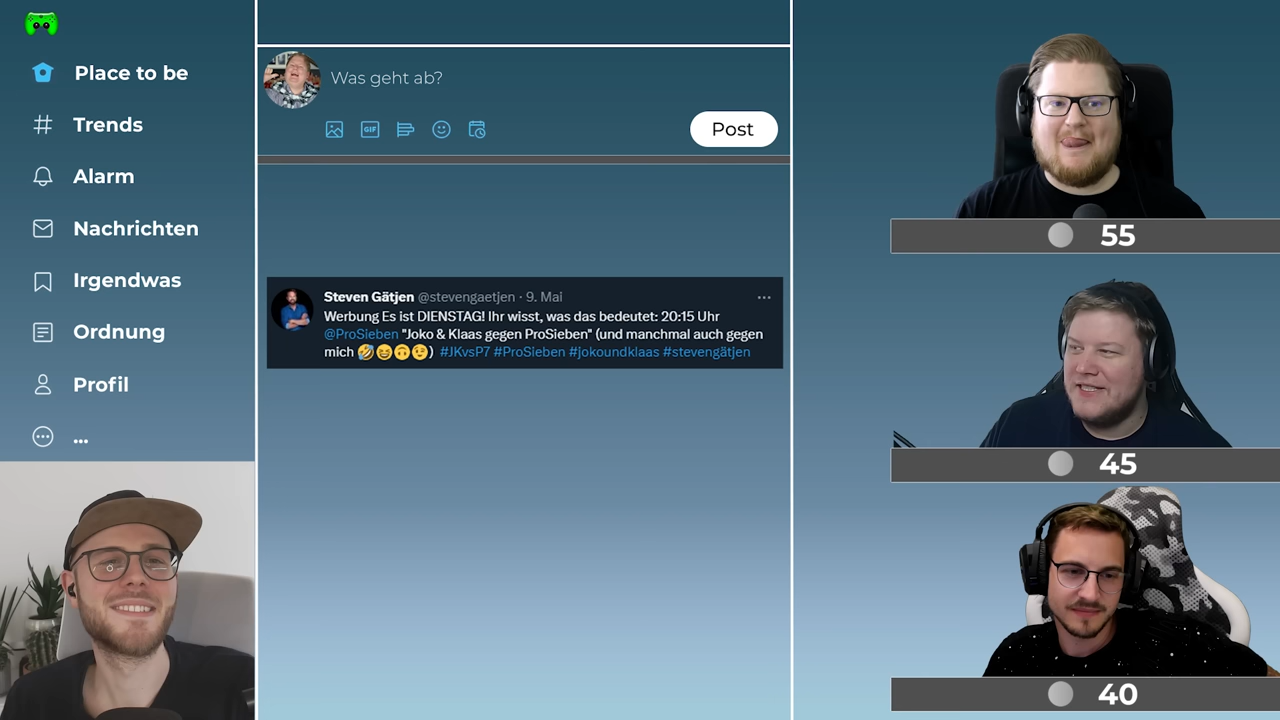 Place to be
Trends
Alarm
Nachrichten
Irgendwas
Ordnung
Profil
...
Was geht ab?
GIF
Post
Steven Gätjen @stevengaetjen · 9. Mai
Werbung Es ist DIENSTAG! Ihr wisst, was das bedeutet: 20:15 Uhr
@ProSieben "Joko & Klaas gegen ProSieben" (und manchmal auch gegen
mich 🤣😆🙃🤨) #JKvsP7 #ProSieben #jokoundklaas #stevengätjen
55
45
40